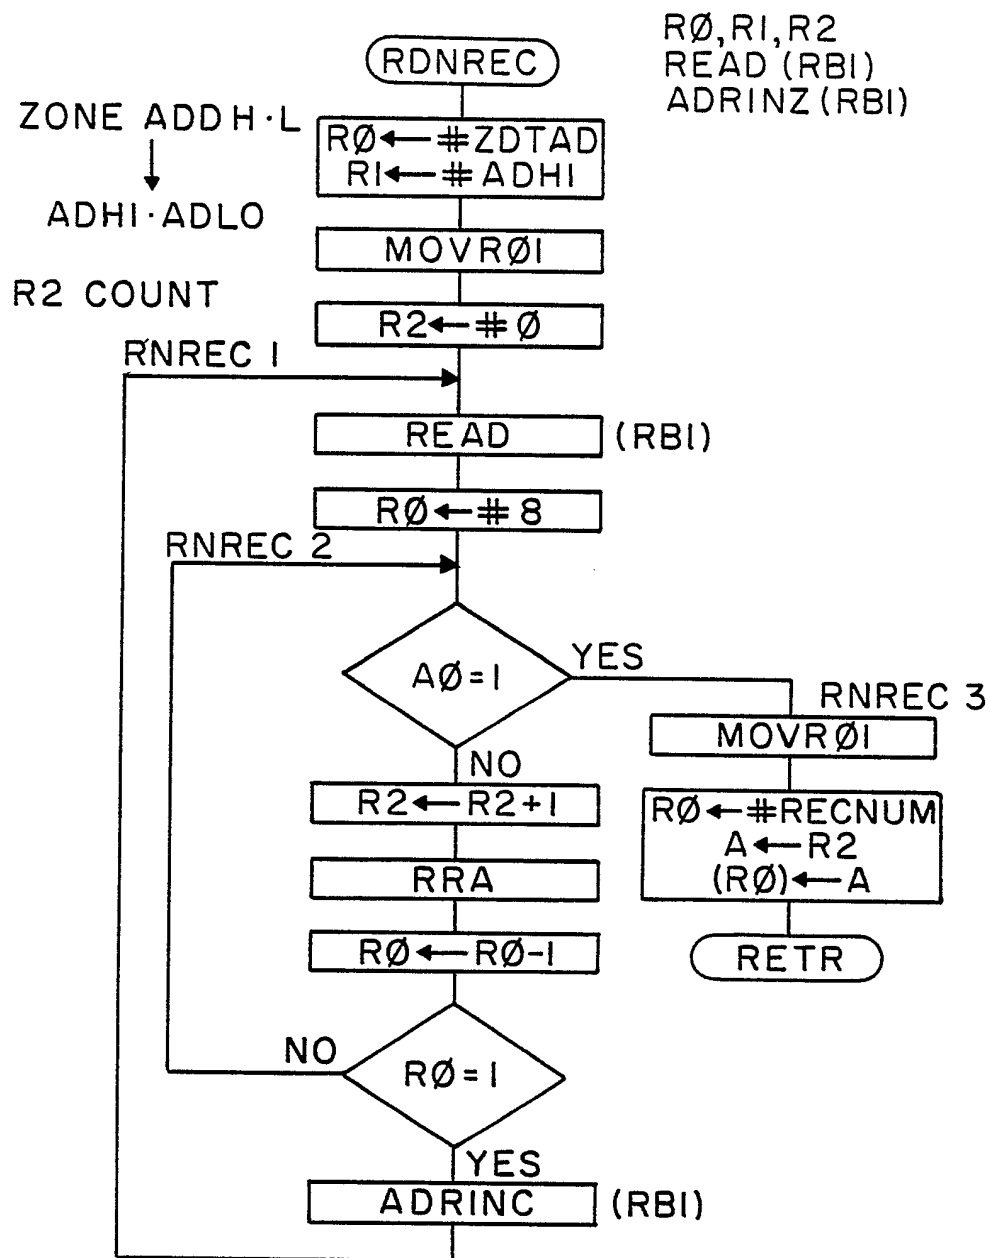 RØ,R1,R2
READ (RB1)
ADRINZ (RB1)
RDNREC
ZONE ADDH·L
ADHI·ADLO
RØ ← #ZDTAD
R1 ← # ADHI
MOVRØ1
R2 COUNT
R2 ← # Ø
RNREC 1
READ (RB1)
RØ ← # 8
RNREC 2
AØ = 1
YES
RNREC 3
MOVRØ1
NO
R2 ← R2+1
RØ ← #RECNUM
A ← R2
(RØ) ← A
RRA
RØ ← RØ-1
RETR
NO
RØ = 1
YES
ADRINC (RB1)